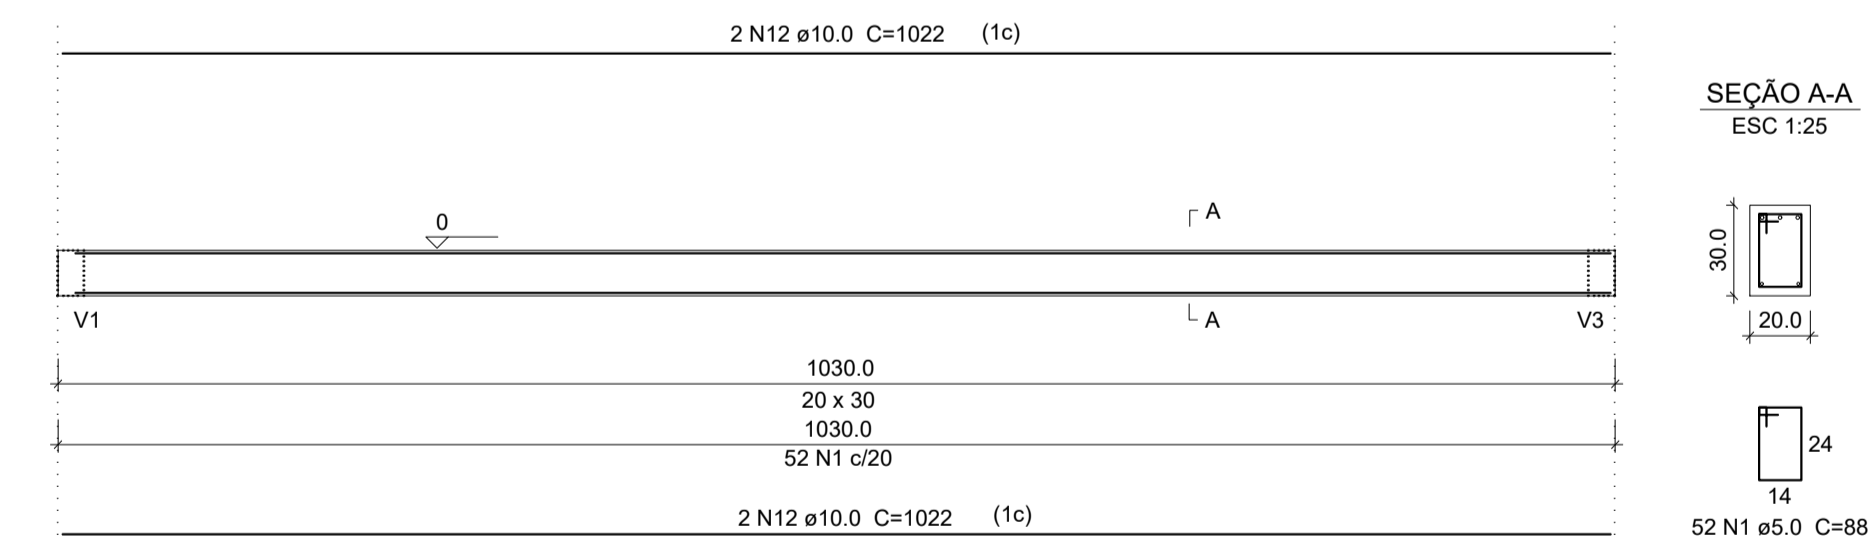 2 N12 ø10.0 C=1022 (1c)
SEÇÃO A-A
ESC 1:25
0
A
30.0
V1
A
V3
20.0
1030.0
20 x 30
1030.0
52 N1 c/20
24
14
2 N12 ø10.0 C=1022 (1c)
52 N1 ø5.0 C=88